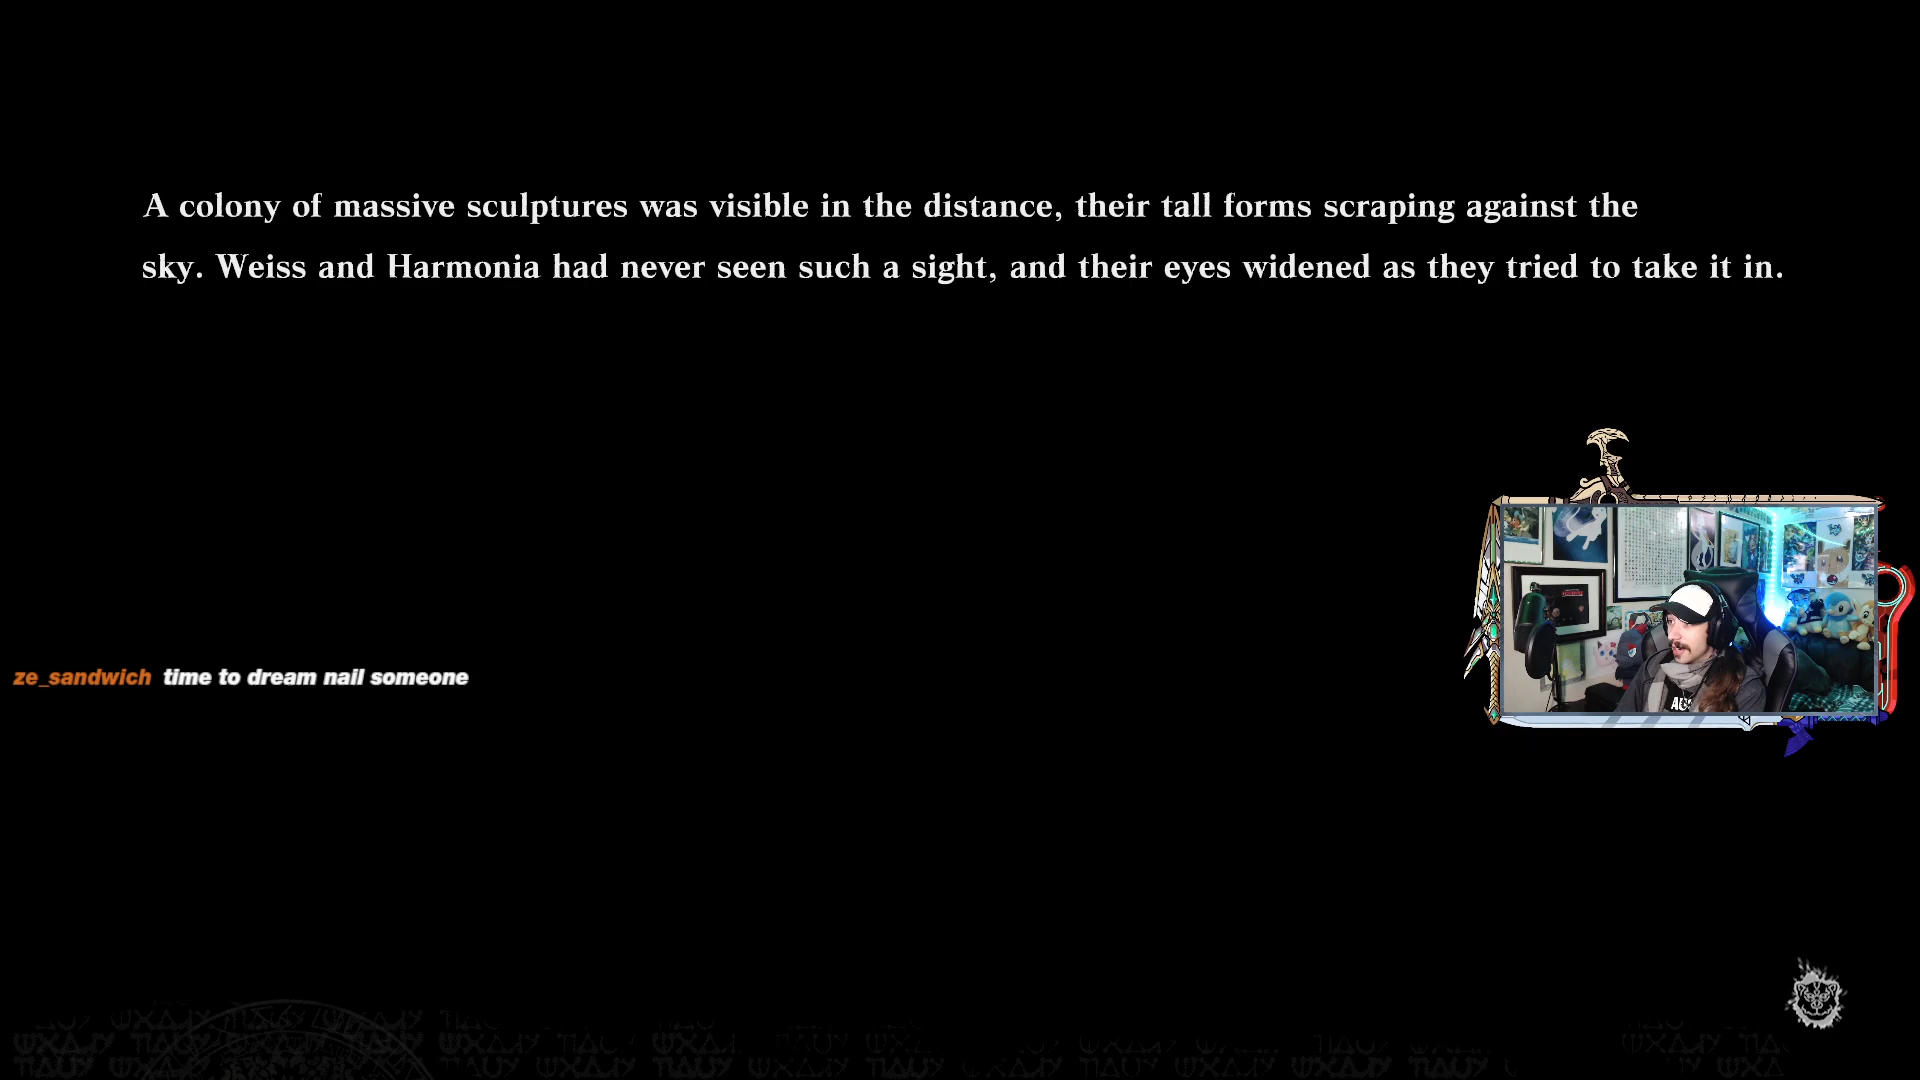 A colony of massive sculptures was visible in the distance, their tall forms scraping against the
sky. Weiss and Harmonia had never seen such a sight, and their eyes widened as they tried to take it in.
ze_sandwich time to dream nail someone